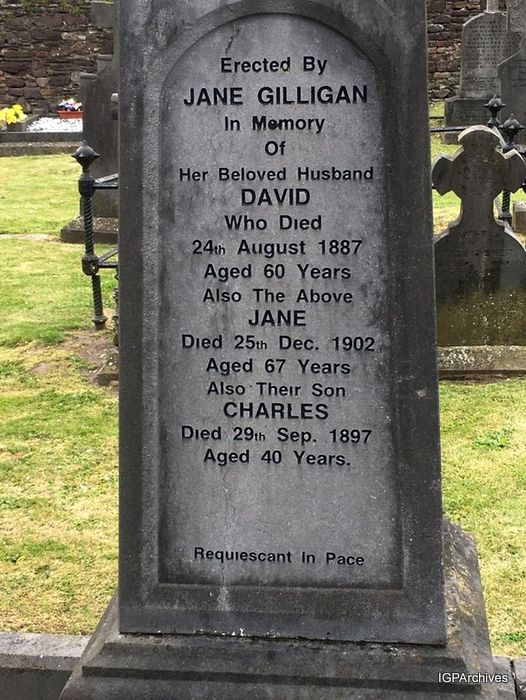 Erected By
JANE GILLIGAN
In Memory
Of
Her Beloved Husband
DAVID
Who Died
24th August 1887
Aged 60 Years
Also The Above
JANE
Died 25th Dec. 1902
Aged 67 Years
Also Their Son
CHARLES
Died 29th Sep. 1897
Aged 40 Years.
Requiescant In Pace
IGPArchives